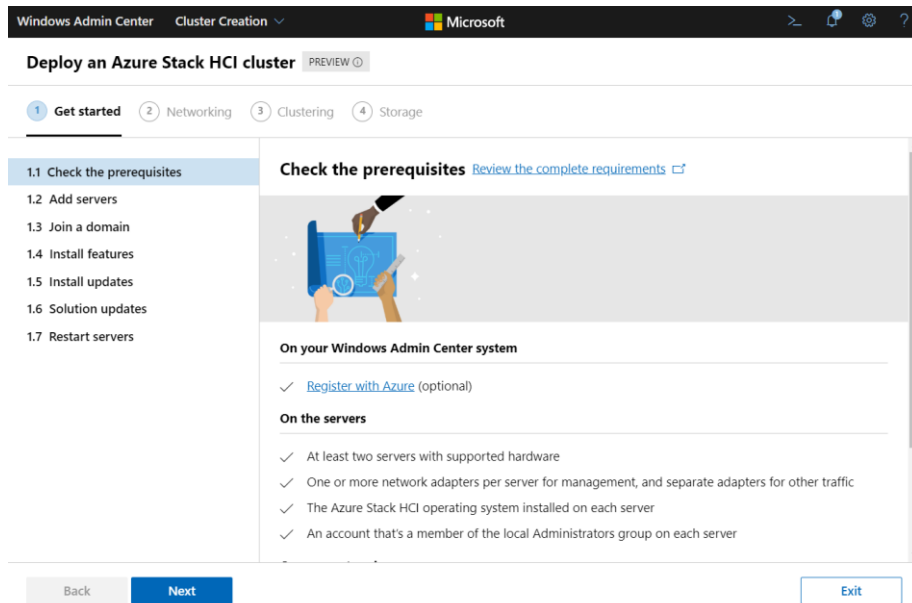 Windows Admin Center Cluster Creation Microsoft
Deploy an Azure Stack HCI cluster PREVIEW
1 Get started 2 Networking 3 Clustering 4 Storage
1.1 Check the prerequisites
1.2 Add servers
1.3 Join a domain
1.4 Install features
1.5 Install updates
1.6 Solution updates
1.7 Restart servers
Check the prerequisites Review the complete requirements
On your Windows Admin Center system
Register with Azure (optional)
On the servers
At least two servers with supported hardware
One or more network adapters per server for management, and separate adapters for other traffic
The Azure Stack HCI operating system installed on each server
An account that's a member of the local Administrators group on each server
Back Next Exit